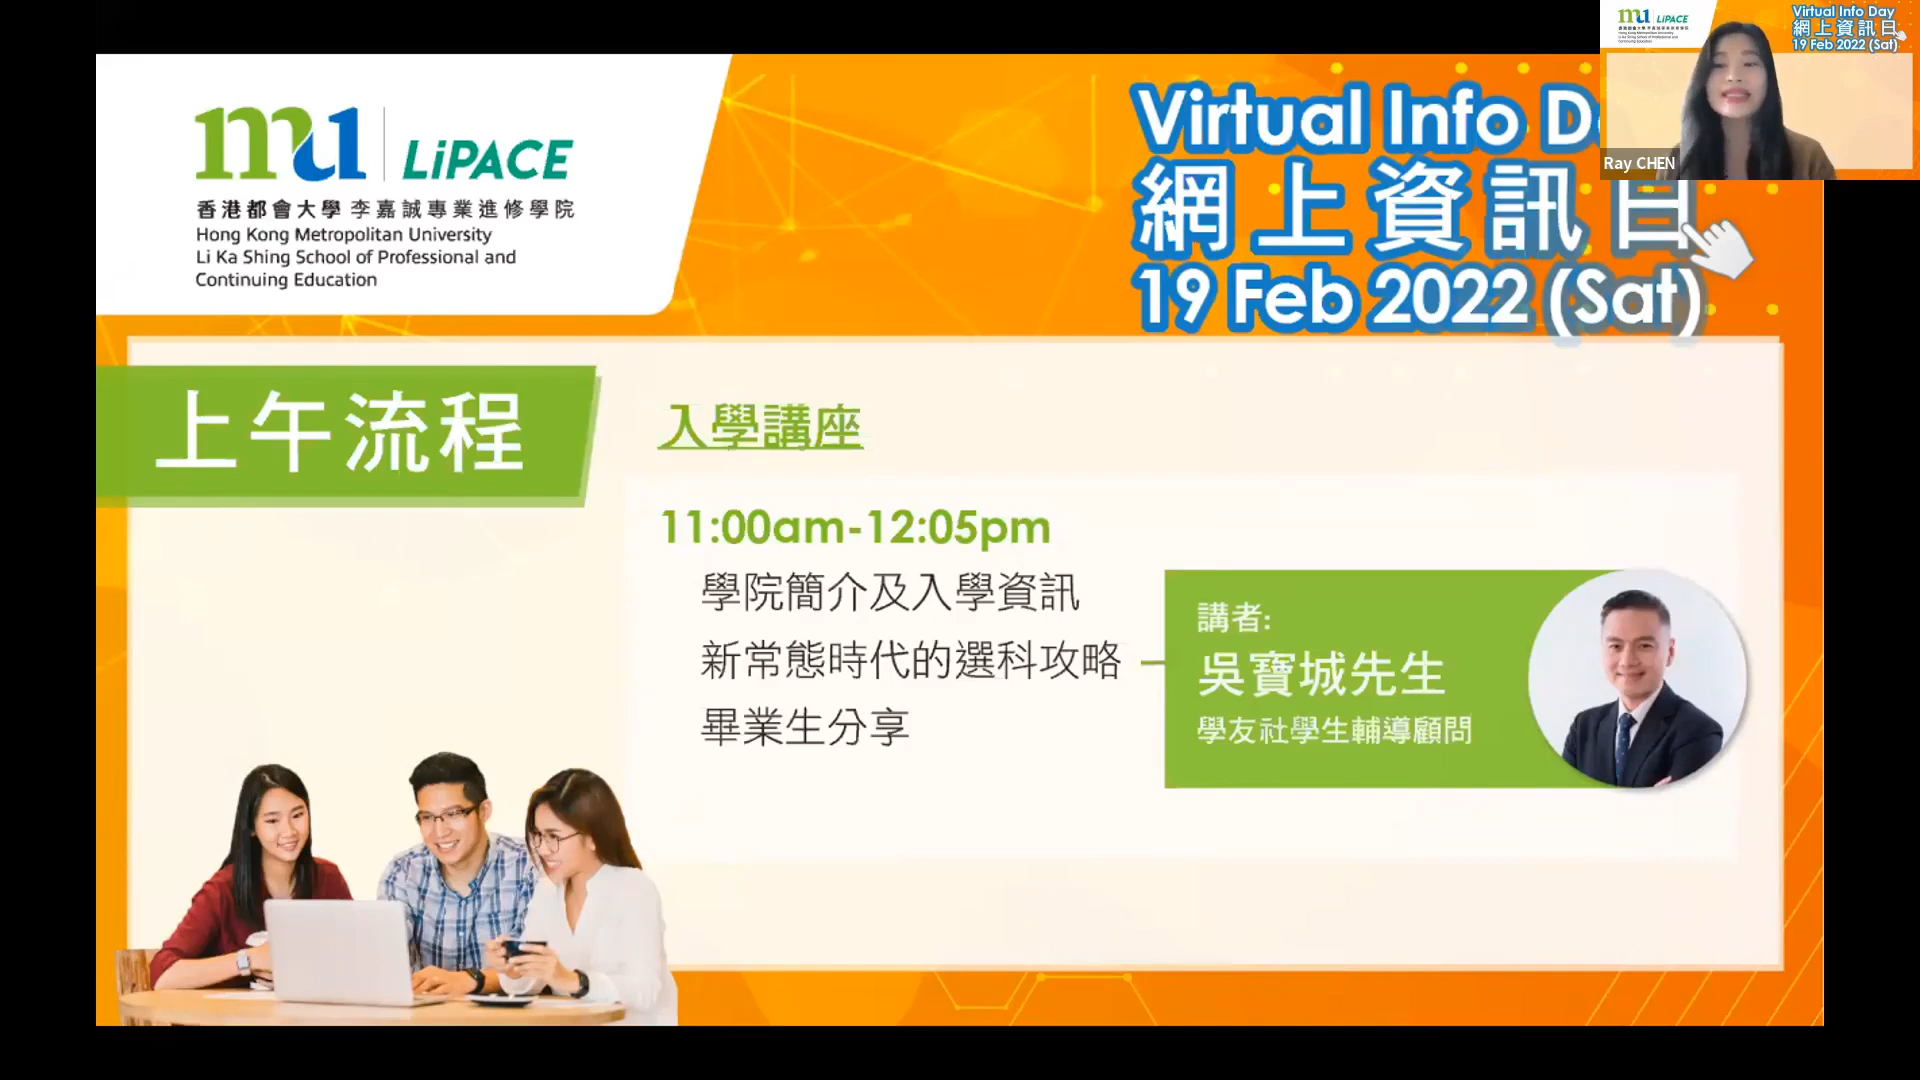 mu LiPACE
香港都會大學 李嘉誠專業進修學院
Hong Kong Metropolitan University
Li Ka Shing School of Professional and
Continuing Education
Virtual Info D
網上資訊日
19 Feb 2022 (Sat)
mu LiPACE
Virtual Info Day
網上資訊日
19 Feb 2022 (Sat)
Ray CHEN
上午流程
入學講座
11:00am-12:05pm
學院簡介及入學資訊
新常態時代的選科攻略
畢業生分享
講者:
吳寶城先生
學友社學生輔導顧問